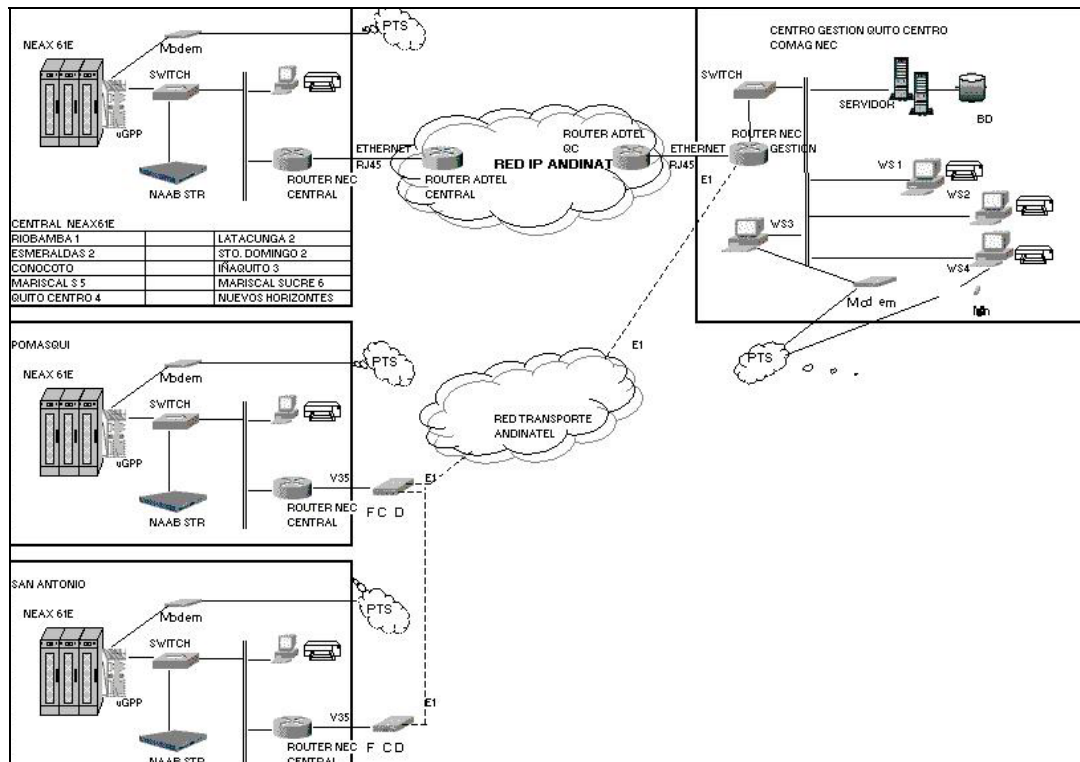 NEAX 61E
Modem
PTS
SWITCH
uGPP
NAAB STR
ROUTER NEC
CENTRAL
ETHERNET
RJ45
ROUTER ADTEL
CENTRAL
RED IP ANDINAT
ROUTER ADTEL
QC
ETHERNET
RJ45
CENTRO GESTION QUITO CENTRO
COMAG NEC
SWITCH
SERVIDOR
BD
ROUTER NEC
GESTION
E1
WS1
WS2
WS3
WS4
Modem
PTS
CENTRAL NEAX61E
RIOBAMBA 1 LATACUNGA 2
ESMERALDAS 2 STO. DOMINGO 2
CONOCOTO IÑAQUITO 3
MARISCAL S 5 MARISCAL SUCRE 6
QUITO CENTRO 4 NUEVOS HORIZONTES
E1
RED TRANSPORTE
ANDINATEL
POMASQUI
NEAX 61E
Modem
PTS
SWITCH
uGPP
NAAB STR
ROUTER NEC
CENTRAL
V35
FCD
E1
SAN ANTONIO
NEAX 61E
Modem
PTS
SWITCH
uGPP
NAAB STR
ROUTER NEC
CENTRAL
V35
FCD
E1